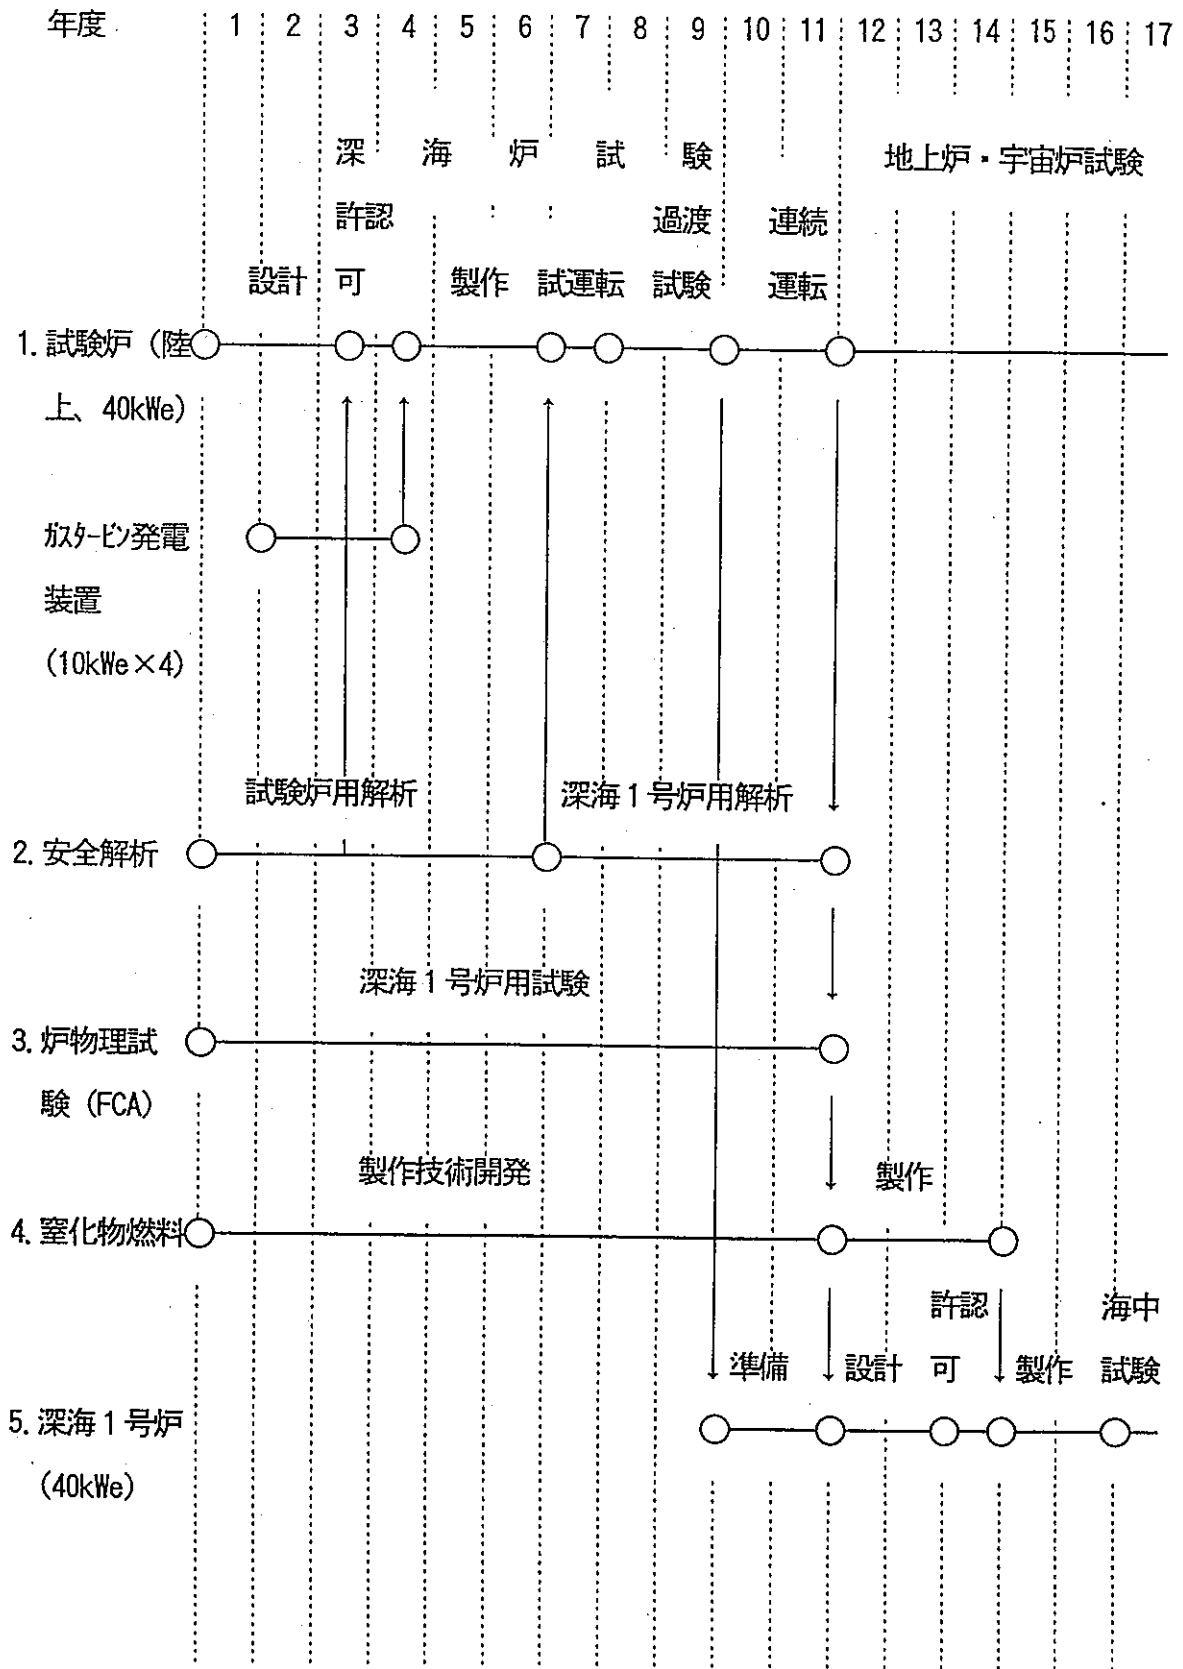 年度 1 2 3 4 5 6 7 8 9 10 11 12 13 14 15 16 17
深 海 炉 試 験 地上炉・宇宙炉試験
許認 過渡 連続
設計 可 製作 試運転 試験 運転
1. 試験炉(陸
上、40kWe)
ガスタービン発電
装置
(10kWe×4)
試験炉用解析 深海1号炉用解析
2. 安全解析
深海1号炉用試験
3. 炉物理試
験(FCA)
製作技術開発 製作
4. 窒化物燃料
許認 海中
準備 設計 可 製作 試験
5. 深海1号炉
(40kWe)